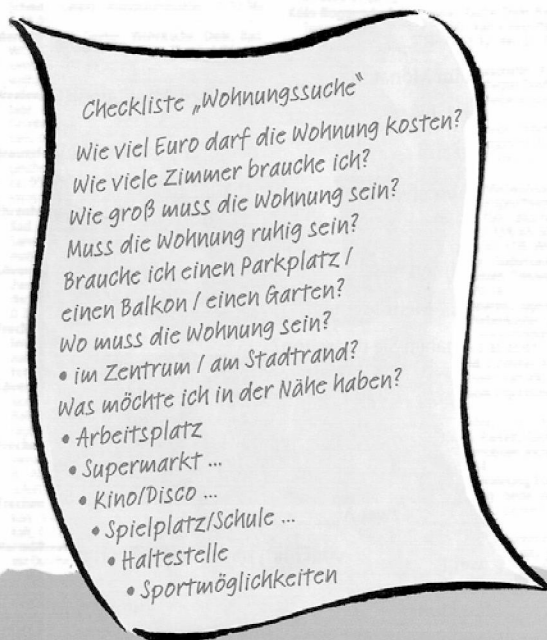 Checkliste „Wohnungssuche“
Wie viel Euro darf die Wohnung kosten?
Wie viele Zimmer brauche ich?
Wie groß muss die Wohnung sein?
Muss die Wohnung ruhig sein?
Brauche ich einen Parkplatz /
einen Balkon / einen Garten?
Wo muss die Wohnung sein?
• im Zentrum / am Stadtrand?
Was möchte ich in der Nähe haben?
• Arbeitsplatz
• Supermarkt ...
• Kino/Disco ...
• Spielplatz/Schule ...
• Haltestelle
• Sportmöglichkeiten